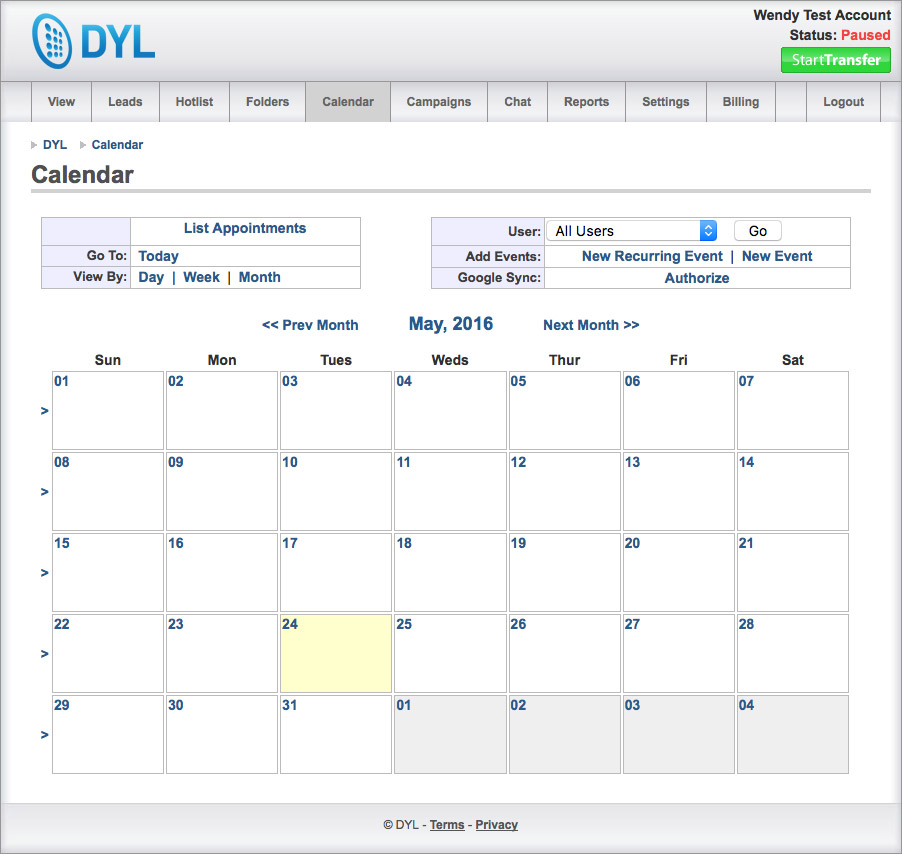 DYL
Wendy Test Account
Status: Paused
StartTransfer
View Leads Hotlist Folders Calendar Campaigns Chat Reports Settings Billing Logout
DYL Calendar
Calendar
List Appointments
Go To: Today
View By: Day | Week | Month
User: All Users Go
Add Events: New Recurring Event | New Event
Google Sync: Authorize
<< Prev Month May, 2016 Next Month >>
Sun Mon Tues Weds Thur Fri Sat
01 02 03 04 05 06 07
>
08 09 10 11 12 13 14
>
15 16 17 18 19 20 21
>
22 23 24 25 26 27 28
>
29 30 31 01 02 03 04
>
© DYL - Terms - Privacy